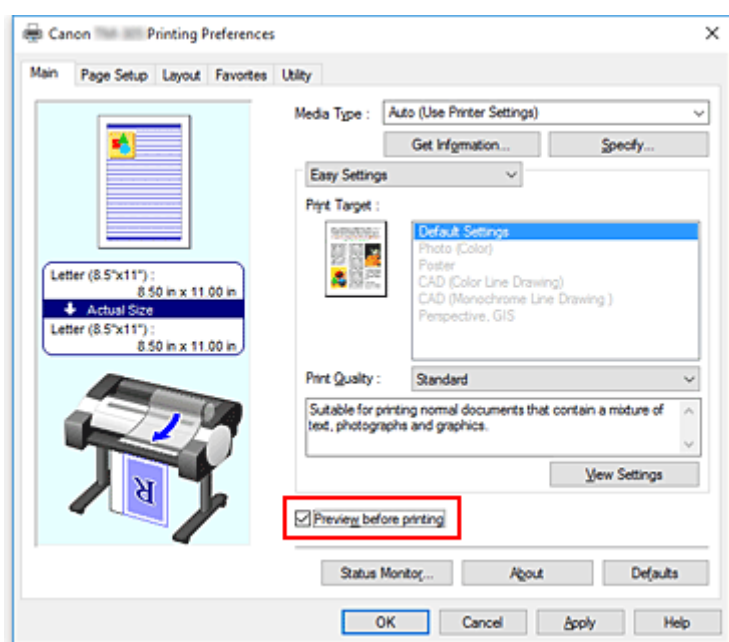 Canon Printing Preferences
Main Page Setup Layout Favorites Utility
Media Type : Auto (Use Printer Settings)
Get Information... Specify...
Easy Settings
Print Target :
Default Settings
Photo (Color)
Poster
CAD (Color Line Drawing)
CAD (Monochrome Line Drawing )
Perspective, GIS
Letter (8.5"x11") :
8.50 in x 11.00 in
Actual Size
Letter (8.5"x11") :
8.50 in x 11.00 in
R
Print Quality : Standard
Suitable for printing normal documents that contain a mixture of
text, photographs and graphics.
View Settings
Preview before printing
Status Monitor... About Defaults
OK Cancel Apply Help